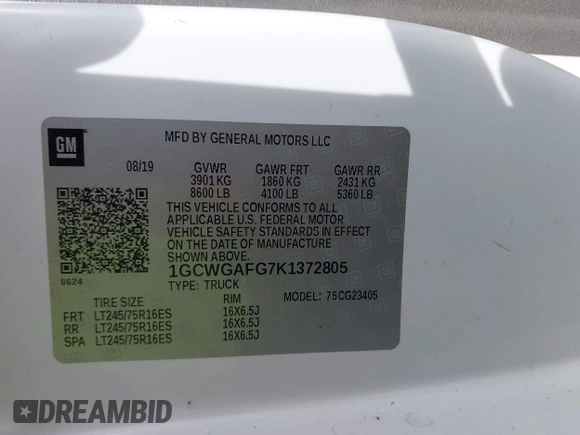 GM
MFD BY GENERAL MOTORS LLC
08/19 GVWR GAWR FRT GAWR RR
3901 KG 1860 KG 2431 KG
8600 LB 4100 LB 5360 LB
THIS VEHICLE CONFORMS TO ALL
APPLICABLE U.S. FEDERAL MOTOR
VEHICLE SAFETY STANDARDS IN EFFECT
ON THE DATE OF MANUFACTURE
SHOWN ABOVE.
8624
1GCWGAFG7K1372805
TYPE: TRUCK MODEL: 75CG23405
TIRE SIZE RIM
FRT LT245/75R16ES 16X6.5J
RR LT245/75R16ES 16X6.5J
SPA LT245/75R16ES 16X6.5J
DREAMBID